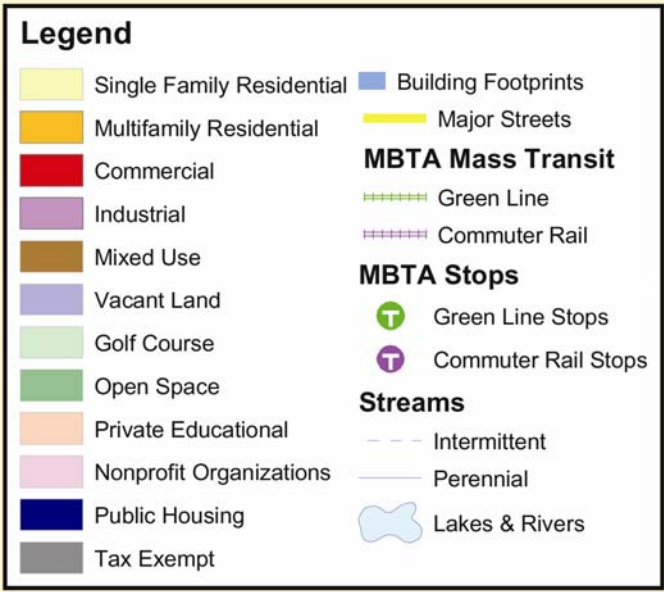 Legend
Single Family Residential
Multifamily Residential
Commercial
Industrial
Mixed Use
Vacant Land
Golf Course
Open Space
Private Educational
Nonprofit Organizations
Public Housing
Tax Exempt
Building Footprints
Major Streets
MBTA Mass Transit
Green Line
Commuter Rail
MBTA Stops
T Green Line Stops
T Commuter Rail Stops
Streams
Intermittent
Perennial
Lakes & Rivers